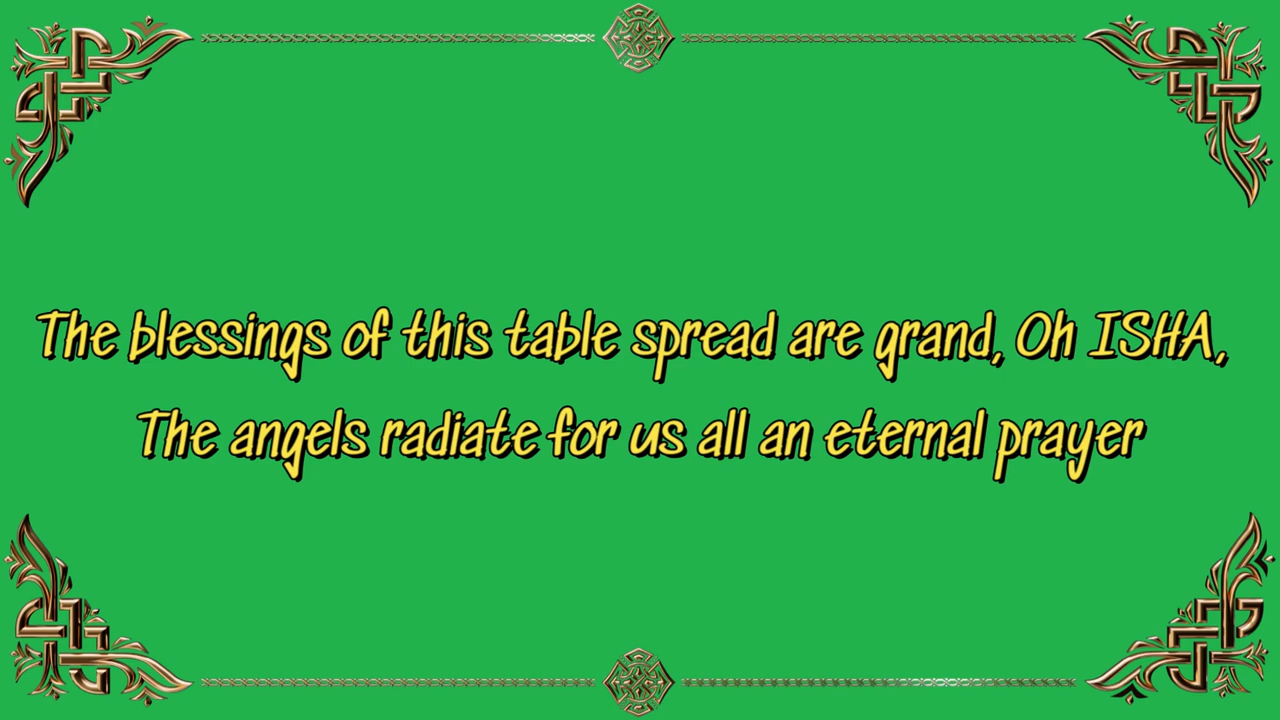 The blessings of this table spread are grand, Oh ISHA,
The angels radiate for us all an eternal prayer